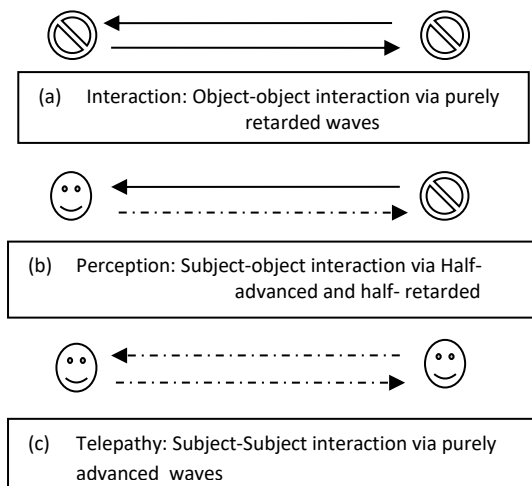 (a) Interaction: Object-object interaction via purely
retarded waves
(b) Perception: Subject-object interaction via Half-
advanced and half- retarded
(c) Telepathy: Subject-Subject interaction via purely
advanced waves